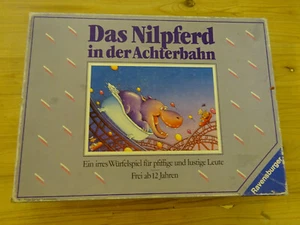 Das Nilpferd
in der Achterbahn
Ein irres Würfelspiel für pfiffige und lustige Leute
Frei ab 12 Jahren
Ravensburger